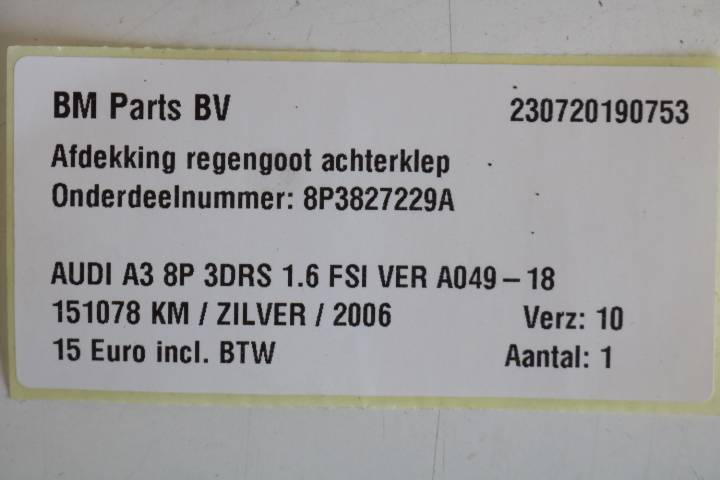 BM Parts BV 230720190753
Afdekking regengoot achterklep
Onderdeelnummer: 8P3827229A
AUDI A3 8P 3DRS 1.6 FSI VER A049 – 18
151078 KM / ZILVER / 2006 Verz: 10
15 Euro incl. BTW Aantal: 1